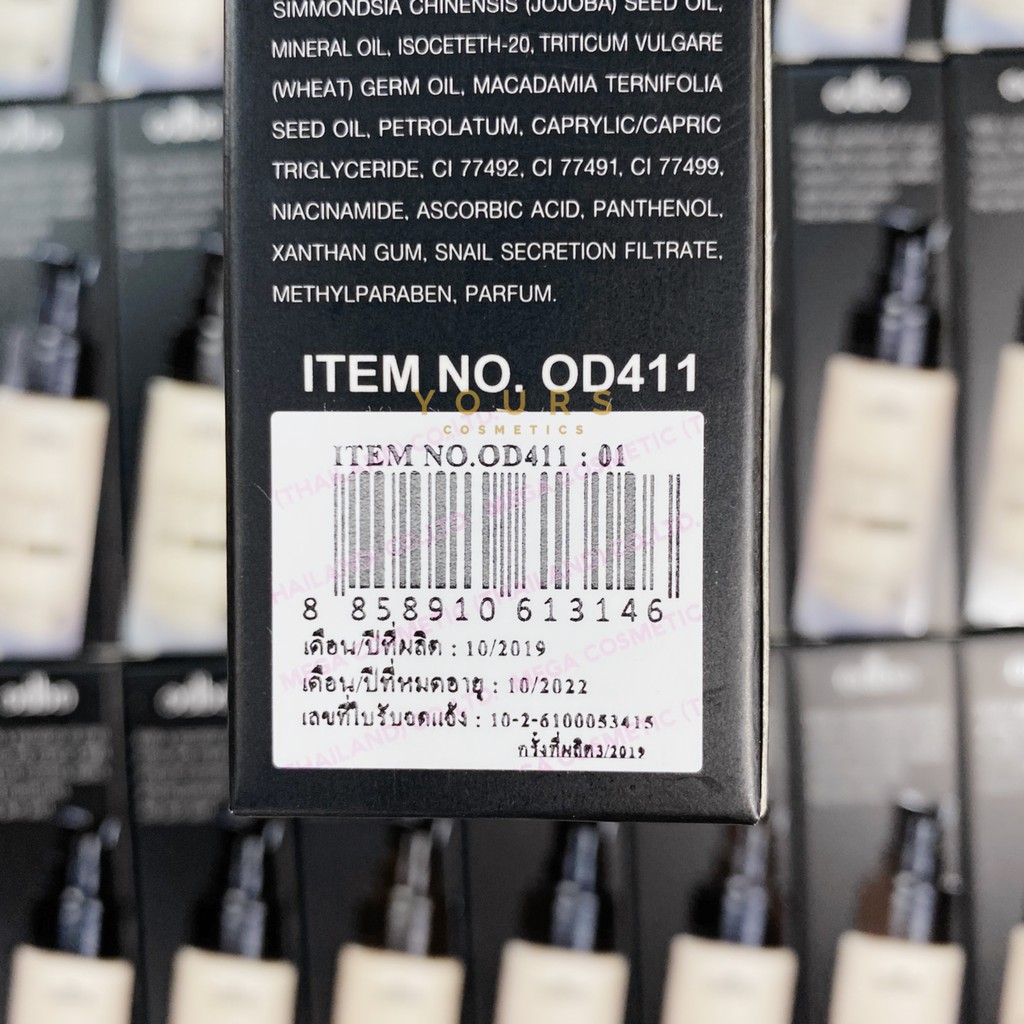 SIMMONDSIA CHINENSIS (JOJOBA) SEED OIL,
MINERAL OIL, ISOCETETH-20, TRITICUM VULGARE
(WHEAT) GERM OIL, MACADAMIA TERNIFOLIA
SEED OIL, PETROLATUM, CAPRYLIC/CAPRIC
TRIGLYCERIDE, CI 77492, CI 77491, CI 77499,
NIACINAMIDE, ASCORBIC ACID, PANTHENOL,
XANTHAN GUM, SNAIL SECRETION FILTRATE,
METHYLPARABEN, PARFUM.
ITEM NO. OD411
YOURS
COSMETICS
ITEM NO.OD411 : 01
8 858910 613146
เดือน/ปีที่ผลิต : 10/2019
เดือน/ปีที่หมดอายุ : 10/2022
เลขที่ใบรับจดแจ้ง : 10-2-6100053415
ครั้งที่ผลิต3/2019